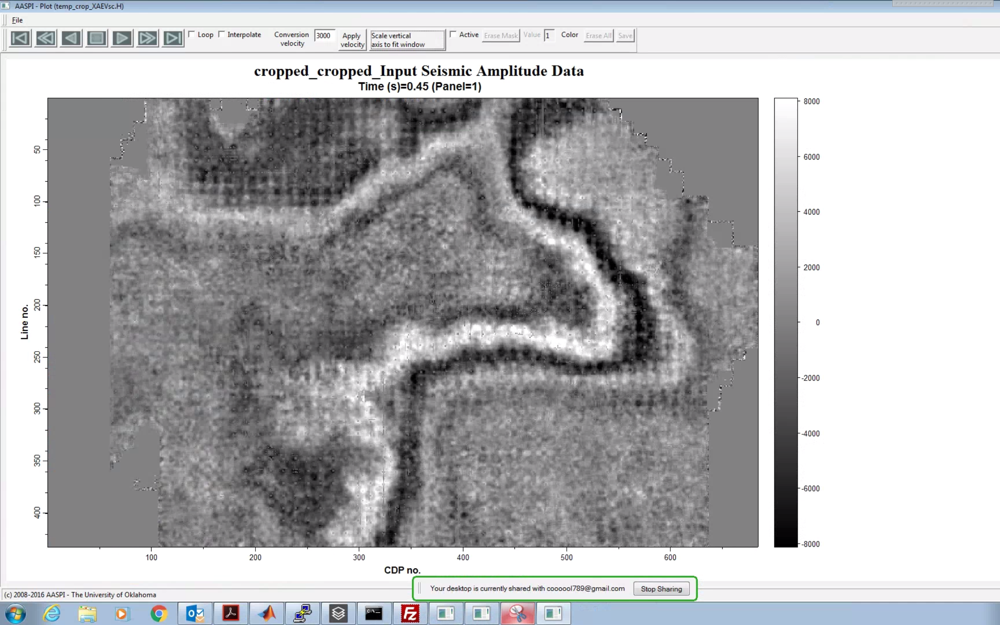 AASPI - Plot (temp_crop_XAEVsc.H)
File
Loop
Interpolate
Conversion
velocity
3000
Apply
velocity
Scale vertical
axis to fit window
Active
Erase Mask
Value
1
Color
Erase All
Save
cropped_cropped_Input Seismic Amplitude Data
Time (s)=0.45 (Panel=1)
Line no.
50
100
150
200
250
300
350
400
100
200
300
400
500
600
CDP no.
8000
6000
4000
2000
0
-2000
-4000
-6000
-8000
Your desktop is currently shared with coooool789@gmail.com
Stop Sharing
(c) 2008-2016 AASPI - The University of Oklahoma
C:\
Fz